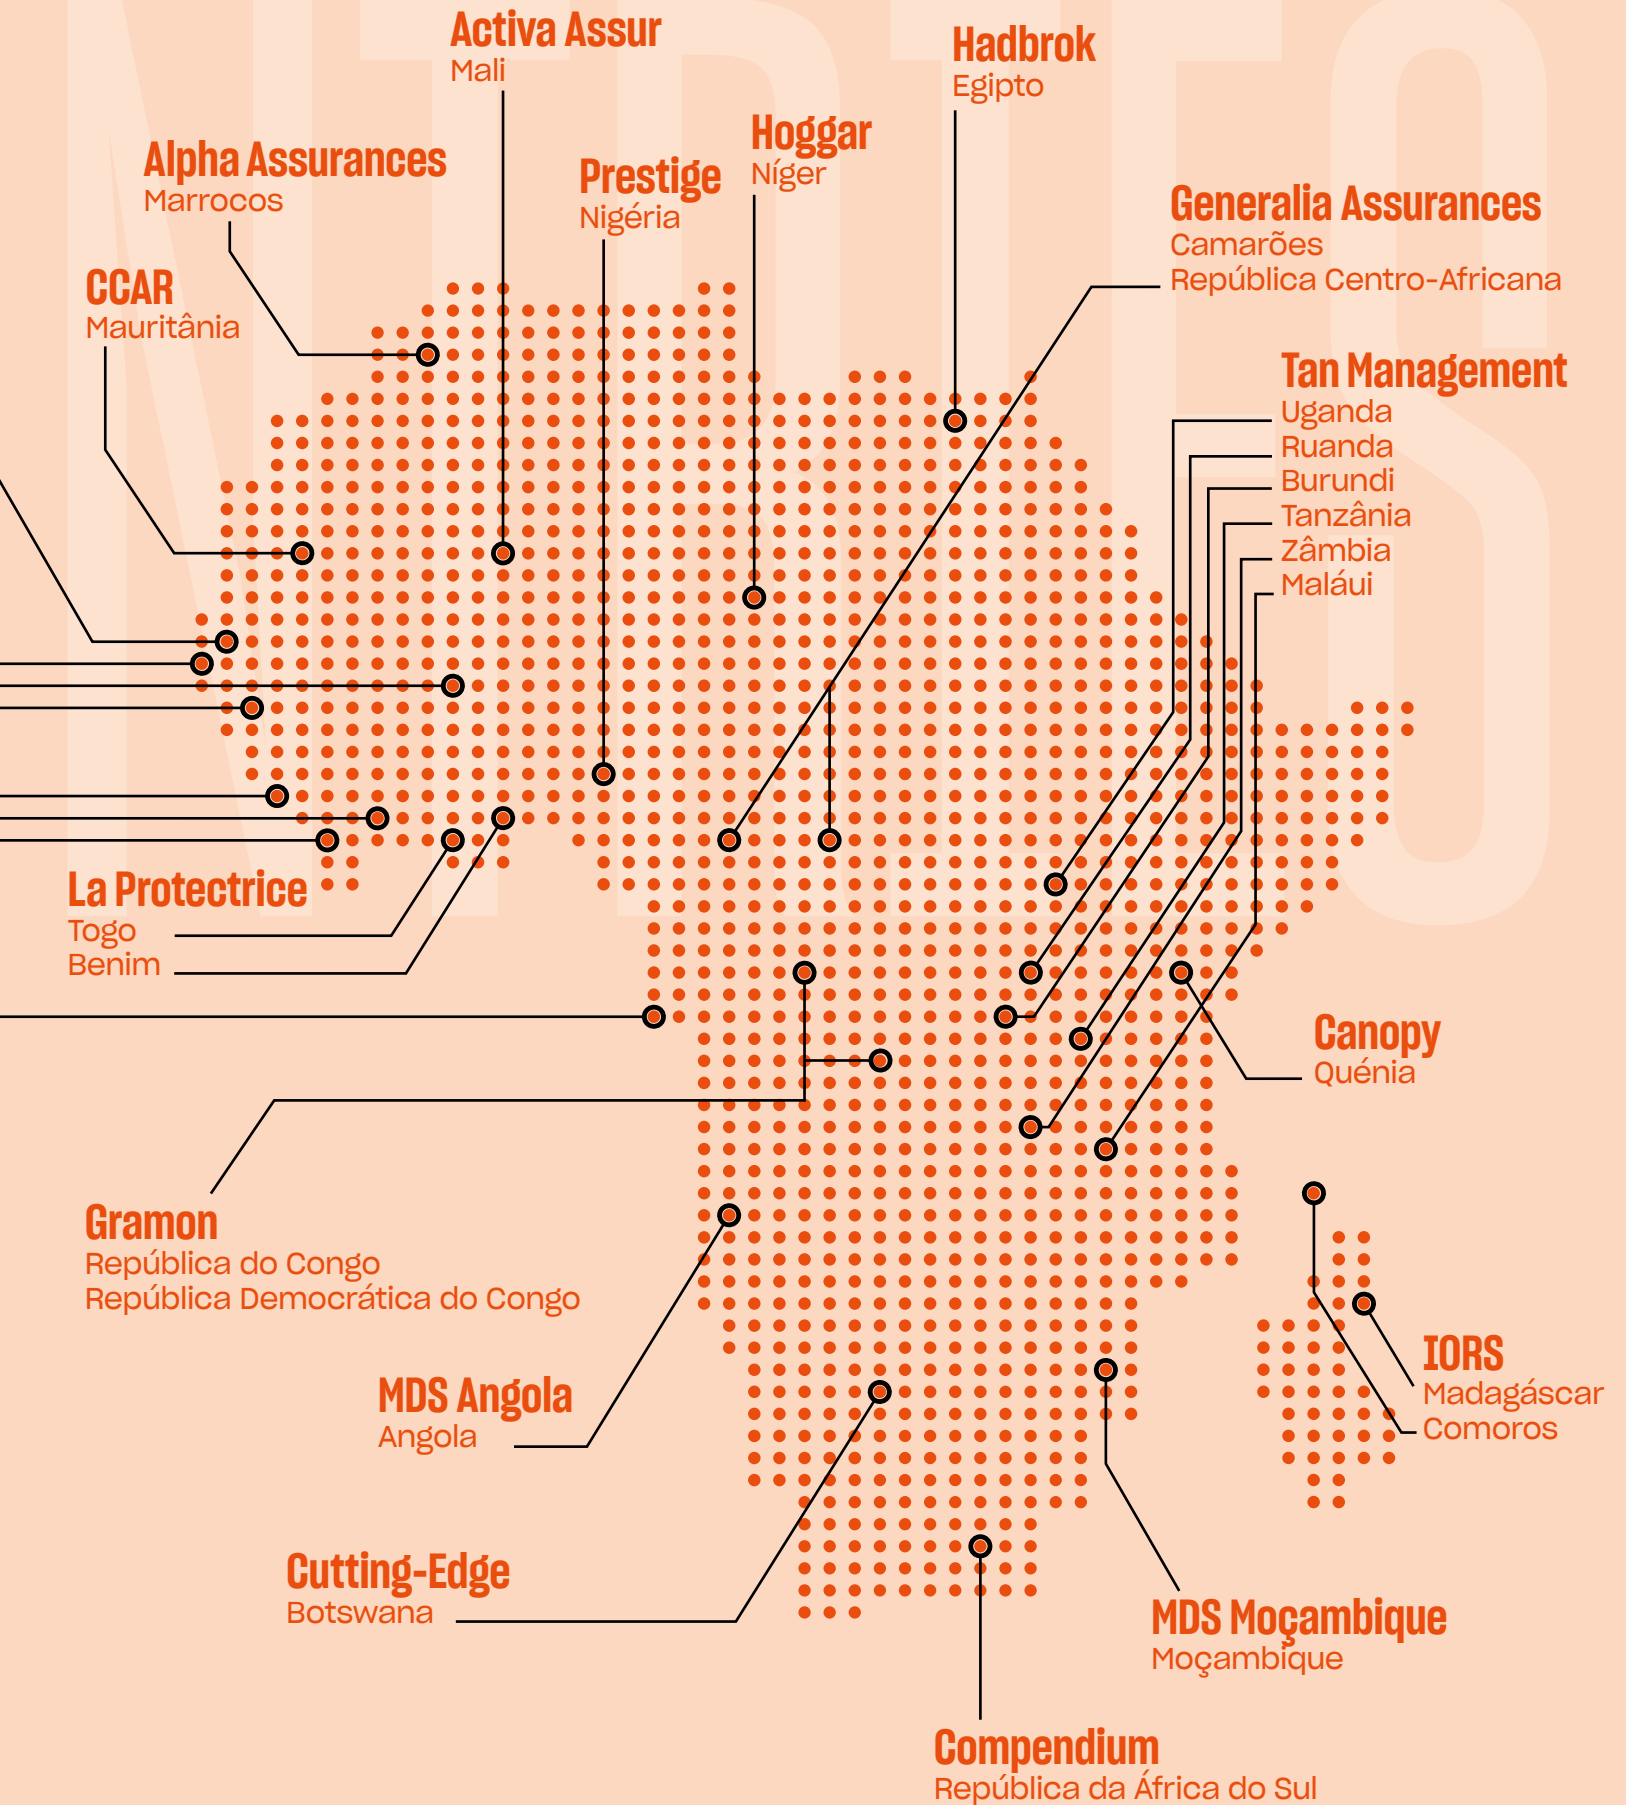 Activa Assur
Mali
Hadbrok
Egipto
Hoggar
Níger
Alpha Assurances
Marrocos
Prestige
Nigéria
Generalia Assurances
Camarões
República Centro-Africana
CCAR
Mauritânia
Tan Management
Uganda
Ruanda
Burundi
Tanzânia
Zâmbia
Maláui
La Protectrice
Togo
Benim
Canopy
Quénia
Gramon
República do Congo
República Democrática do Congo
IORS
Madagáscar
Comoros
MDS Angola
Angola
Cutting-Edge
Botswana
MDS Moçambique
Moçambique
Compendium
República da África do Sul